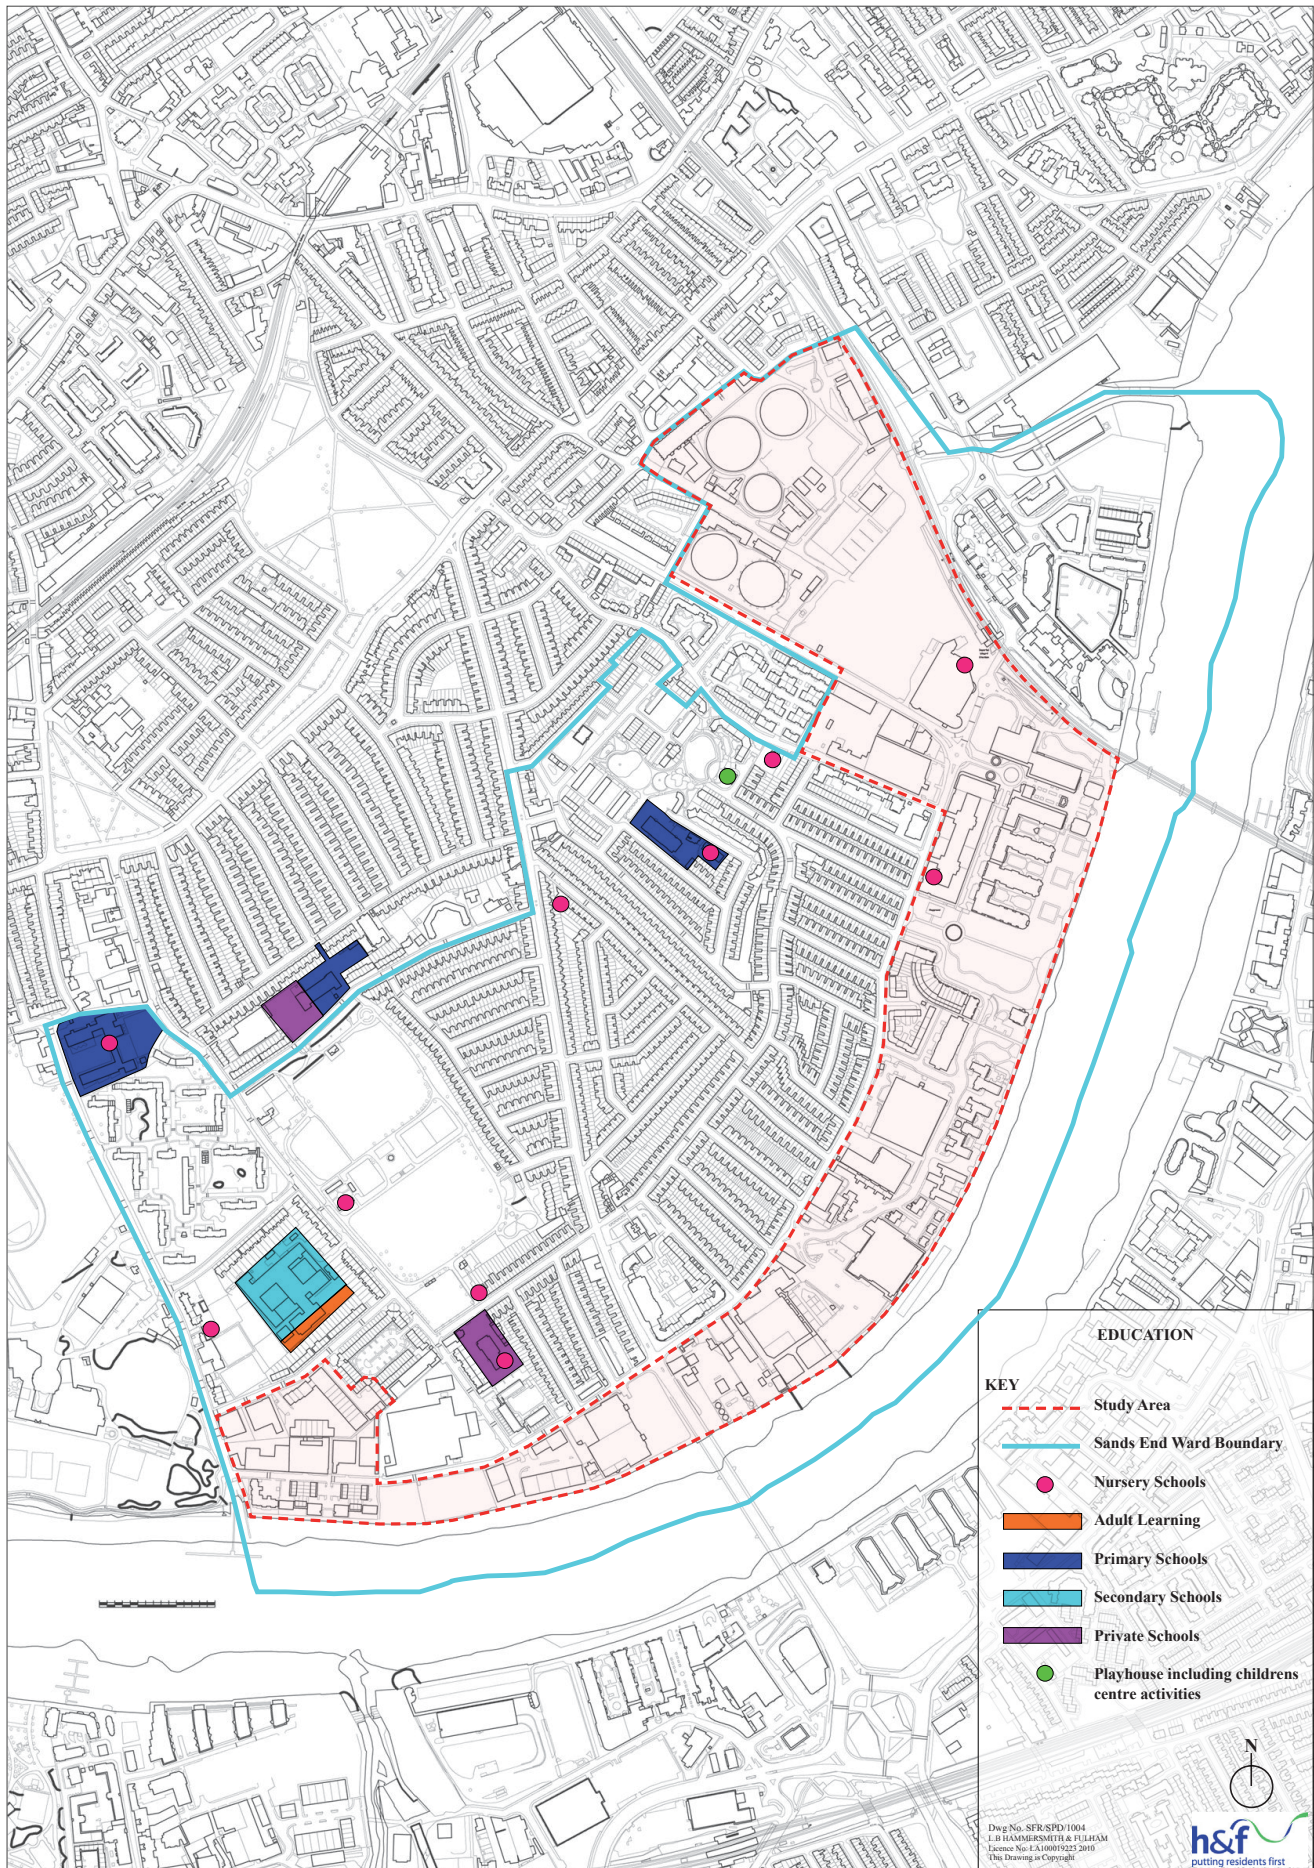 EDUCATION
KEY
Study Area
Sands End Ward Boundary
Nursery Schools
Adult Learning
Primary Schools
Secondary Schools
Private Schools
Playhouse including childrens
centre activities
N
Dwg No. SFR/SPD/1004
L.B HAMMERSMITH & FULHAM
Licence No: LA100019223 2010
This Drawing is Copyright
h&f
putting residents first